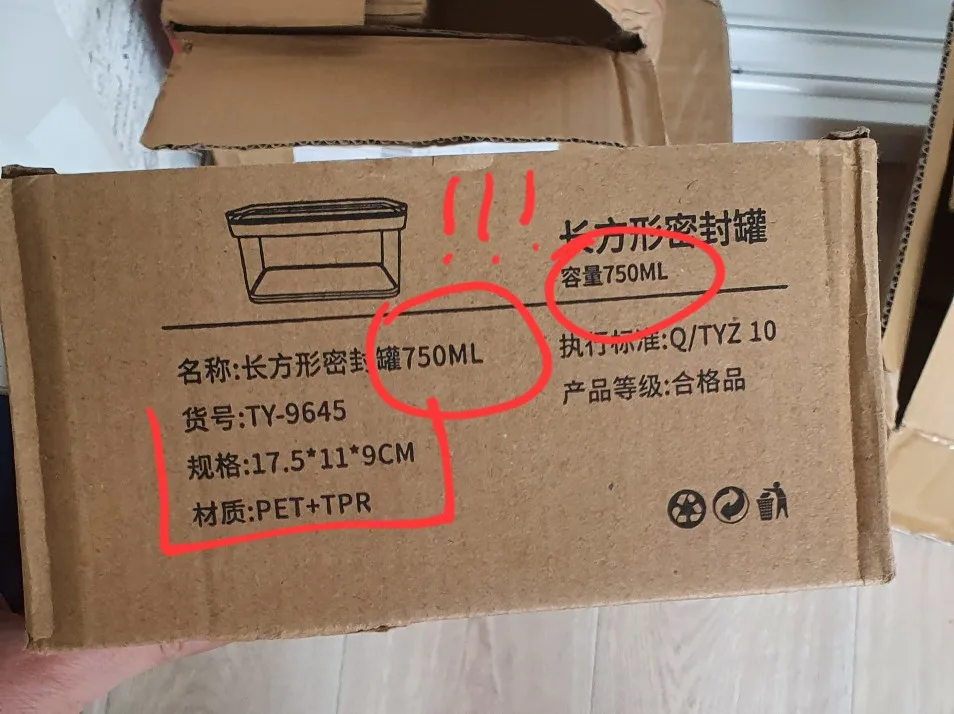 !!!
长方形密封罐
容量750ML
名称:长方形密封罐750ML
货号:TY-9645
规格:17.5*11*9CM
材质:PET+TPR
执行标准:Q/TYZ 10
产品等级:合格品